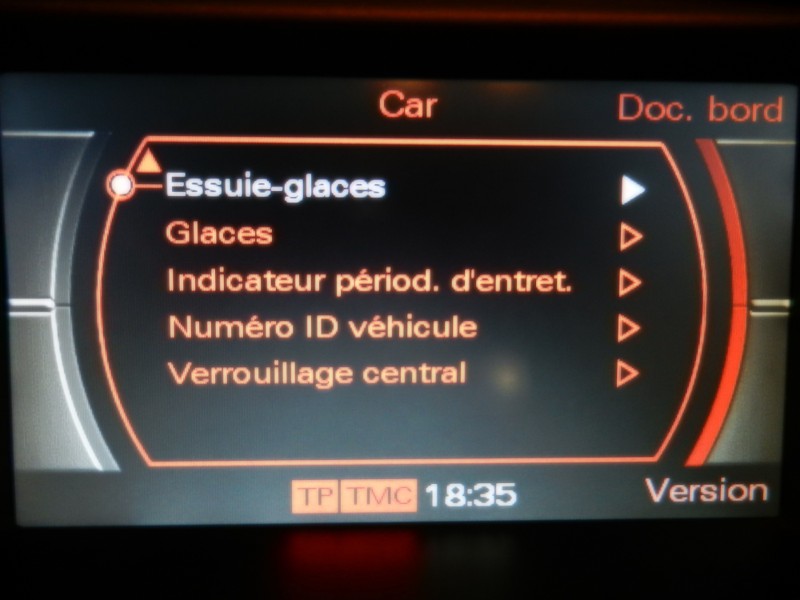 Car
Doc. bord
Essuie-glaces
Glaces
Indicateur périod. d'entret.
Numéro ID véhicule
Verrouillage central
TP TMC 18:35
Version